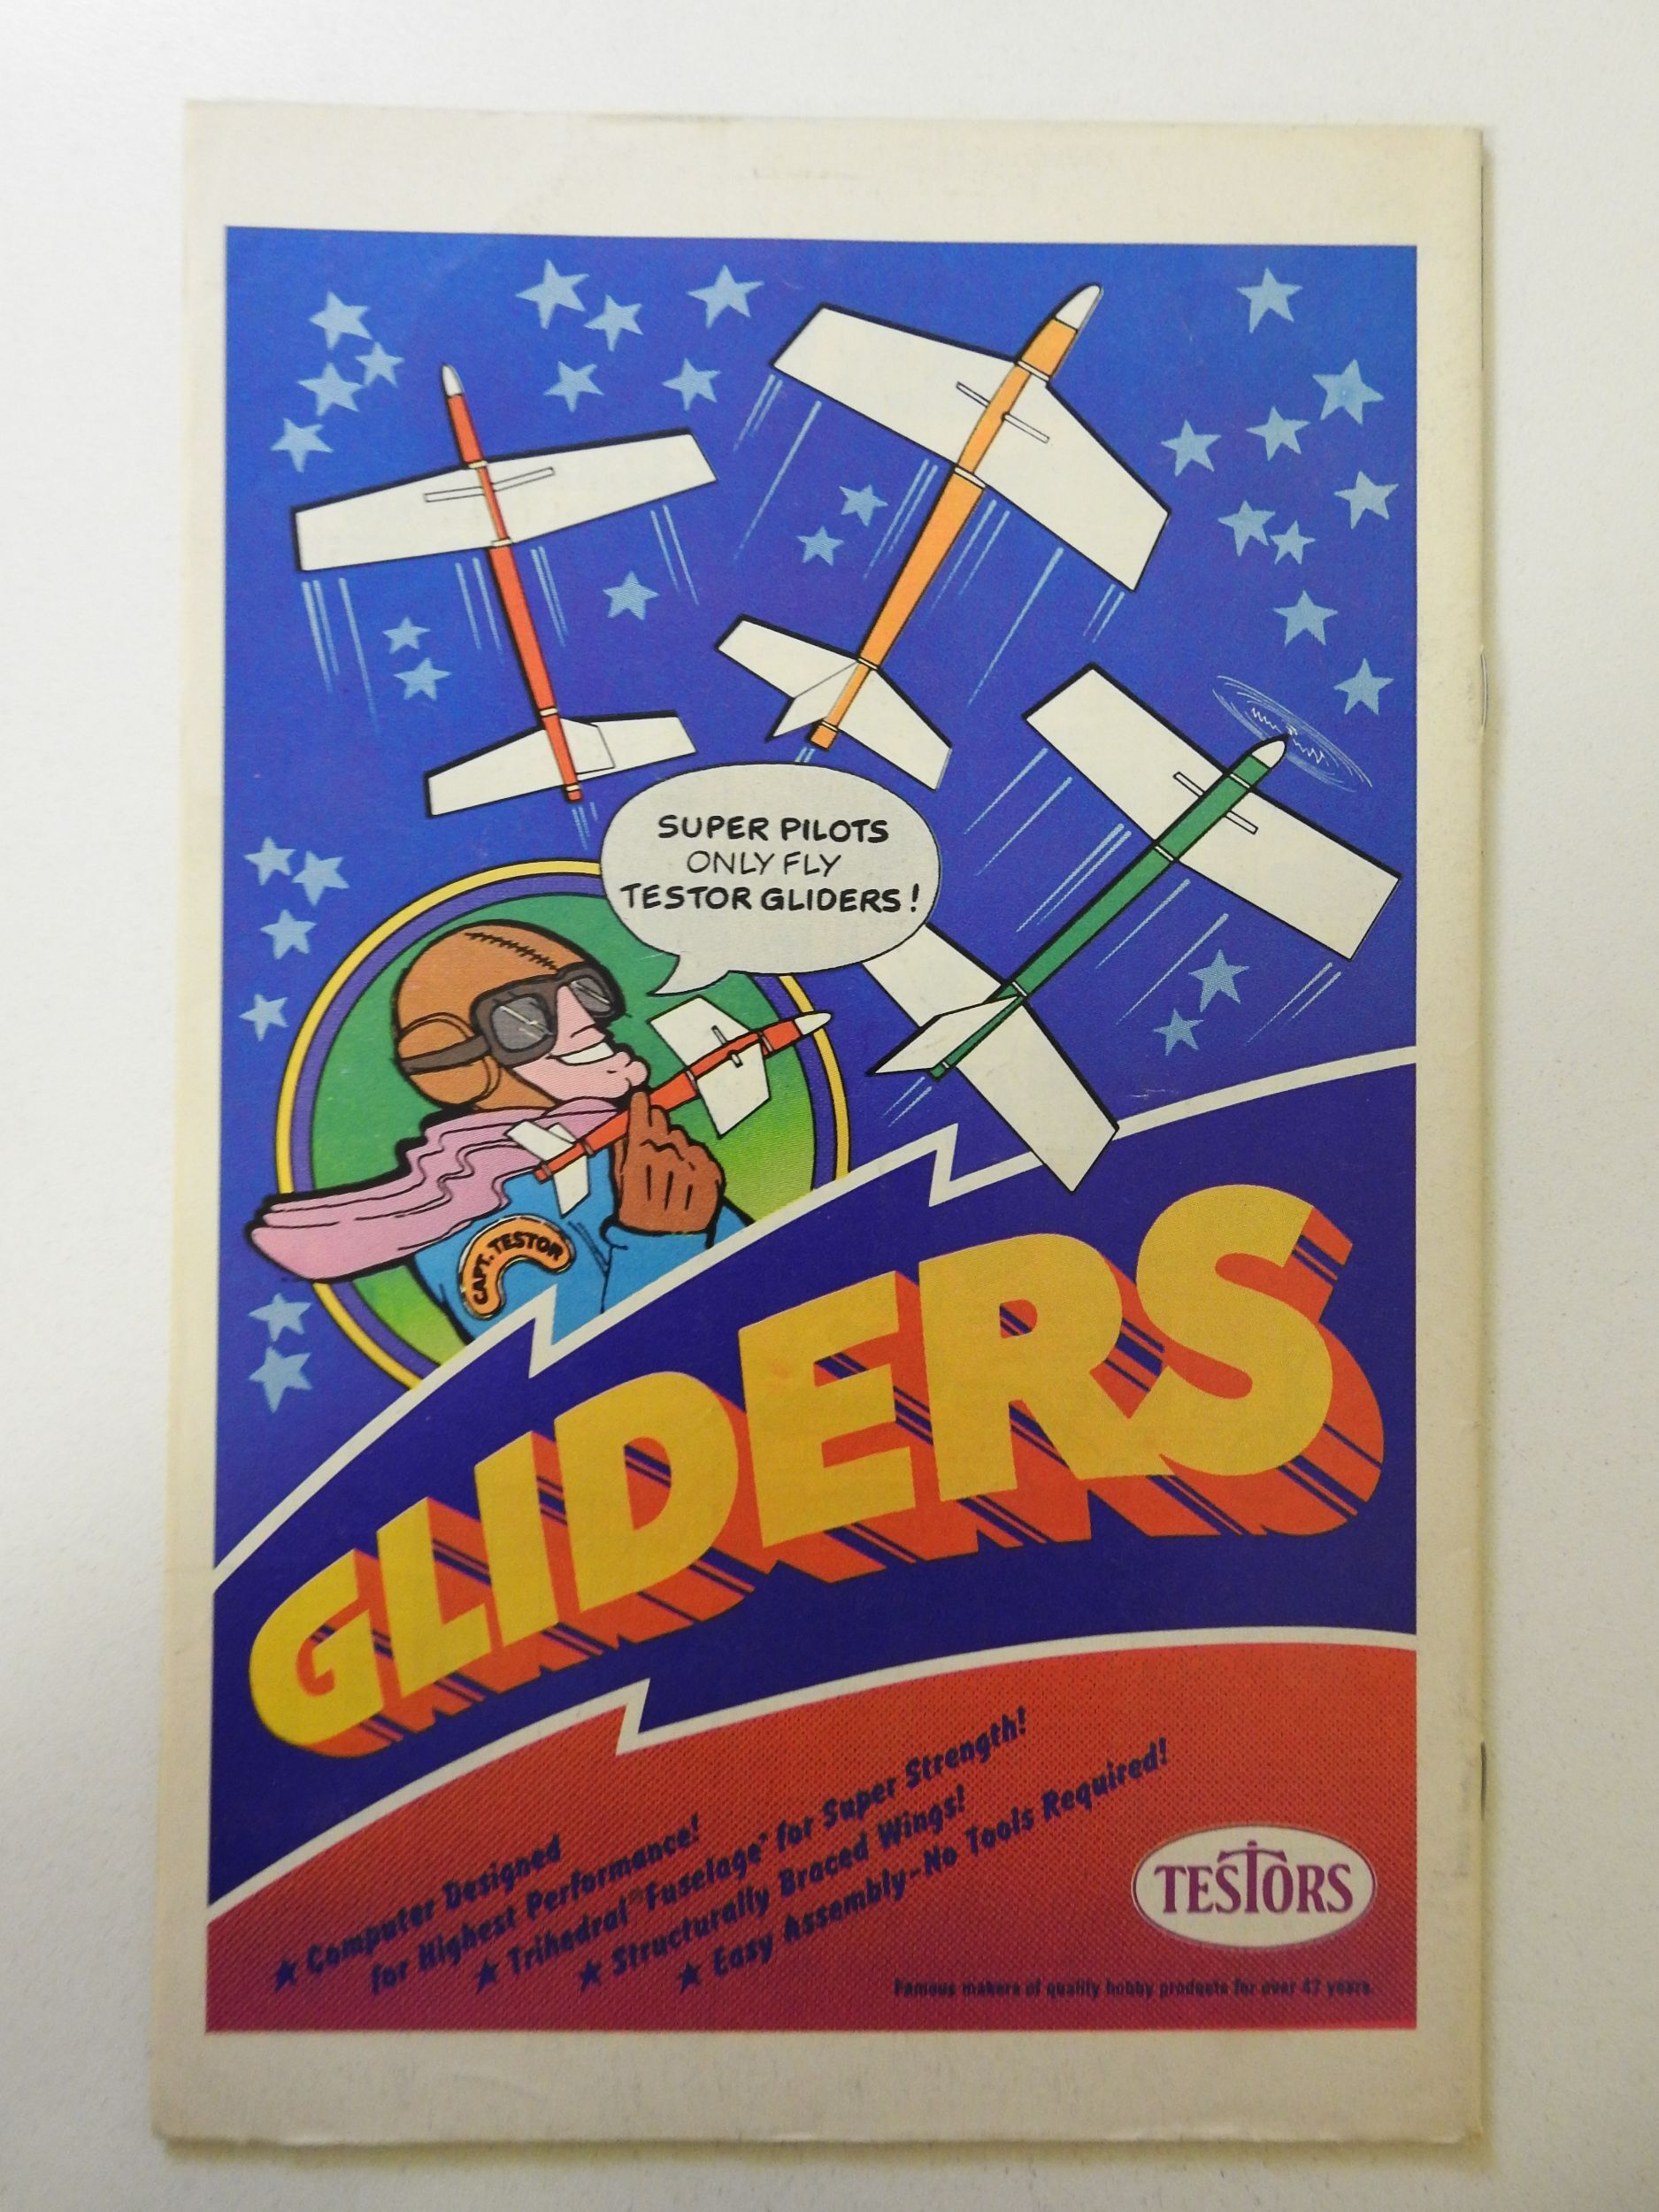 SUPER PILOTS
ONLY FLY
TESTOR GLIDERS!
CAPT. TESTOR
GLIDERS
★ Computer Designed
for Highest Performance!
★ Trihedral® Fuselage* for Super Strength!
★ Structurally Braced Wings!
★ Easy Assembly-No Tools Required!
TESTORS
Famous makers of quality hobby products for over 47 years.